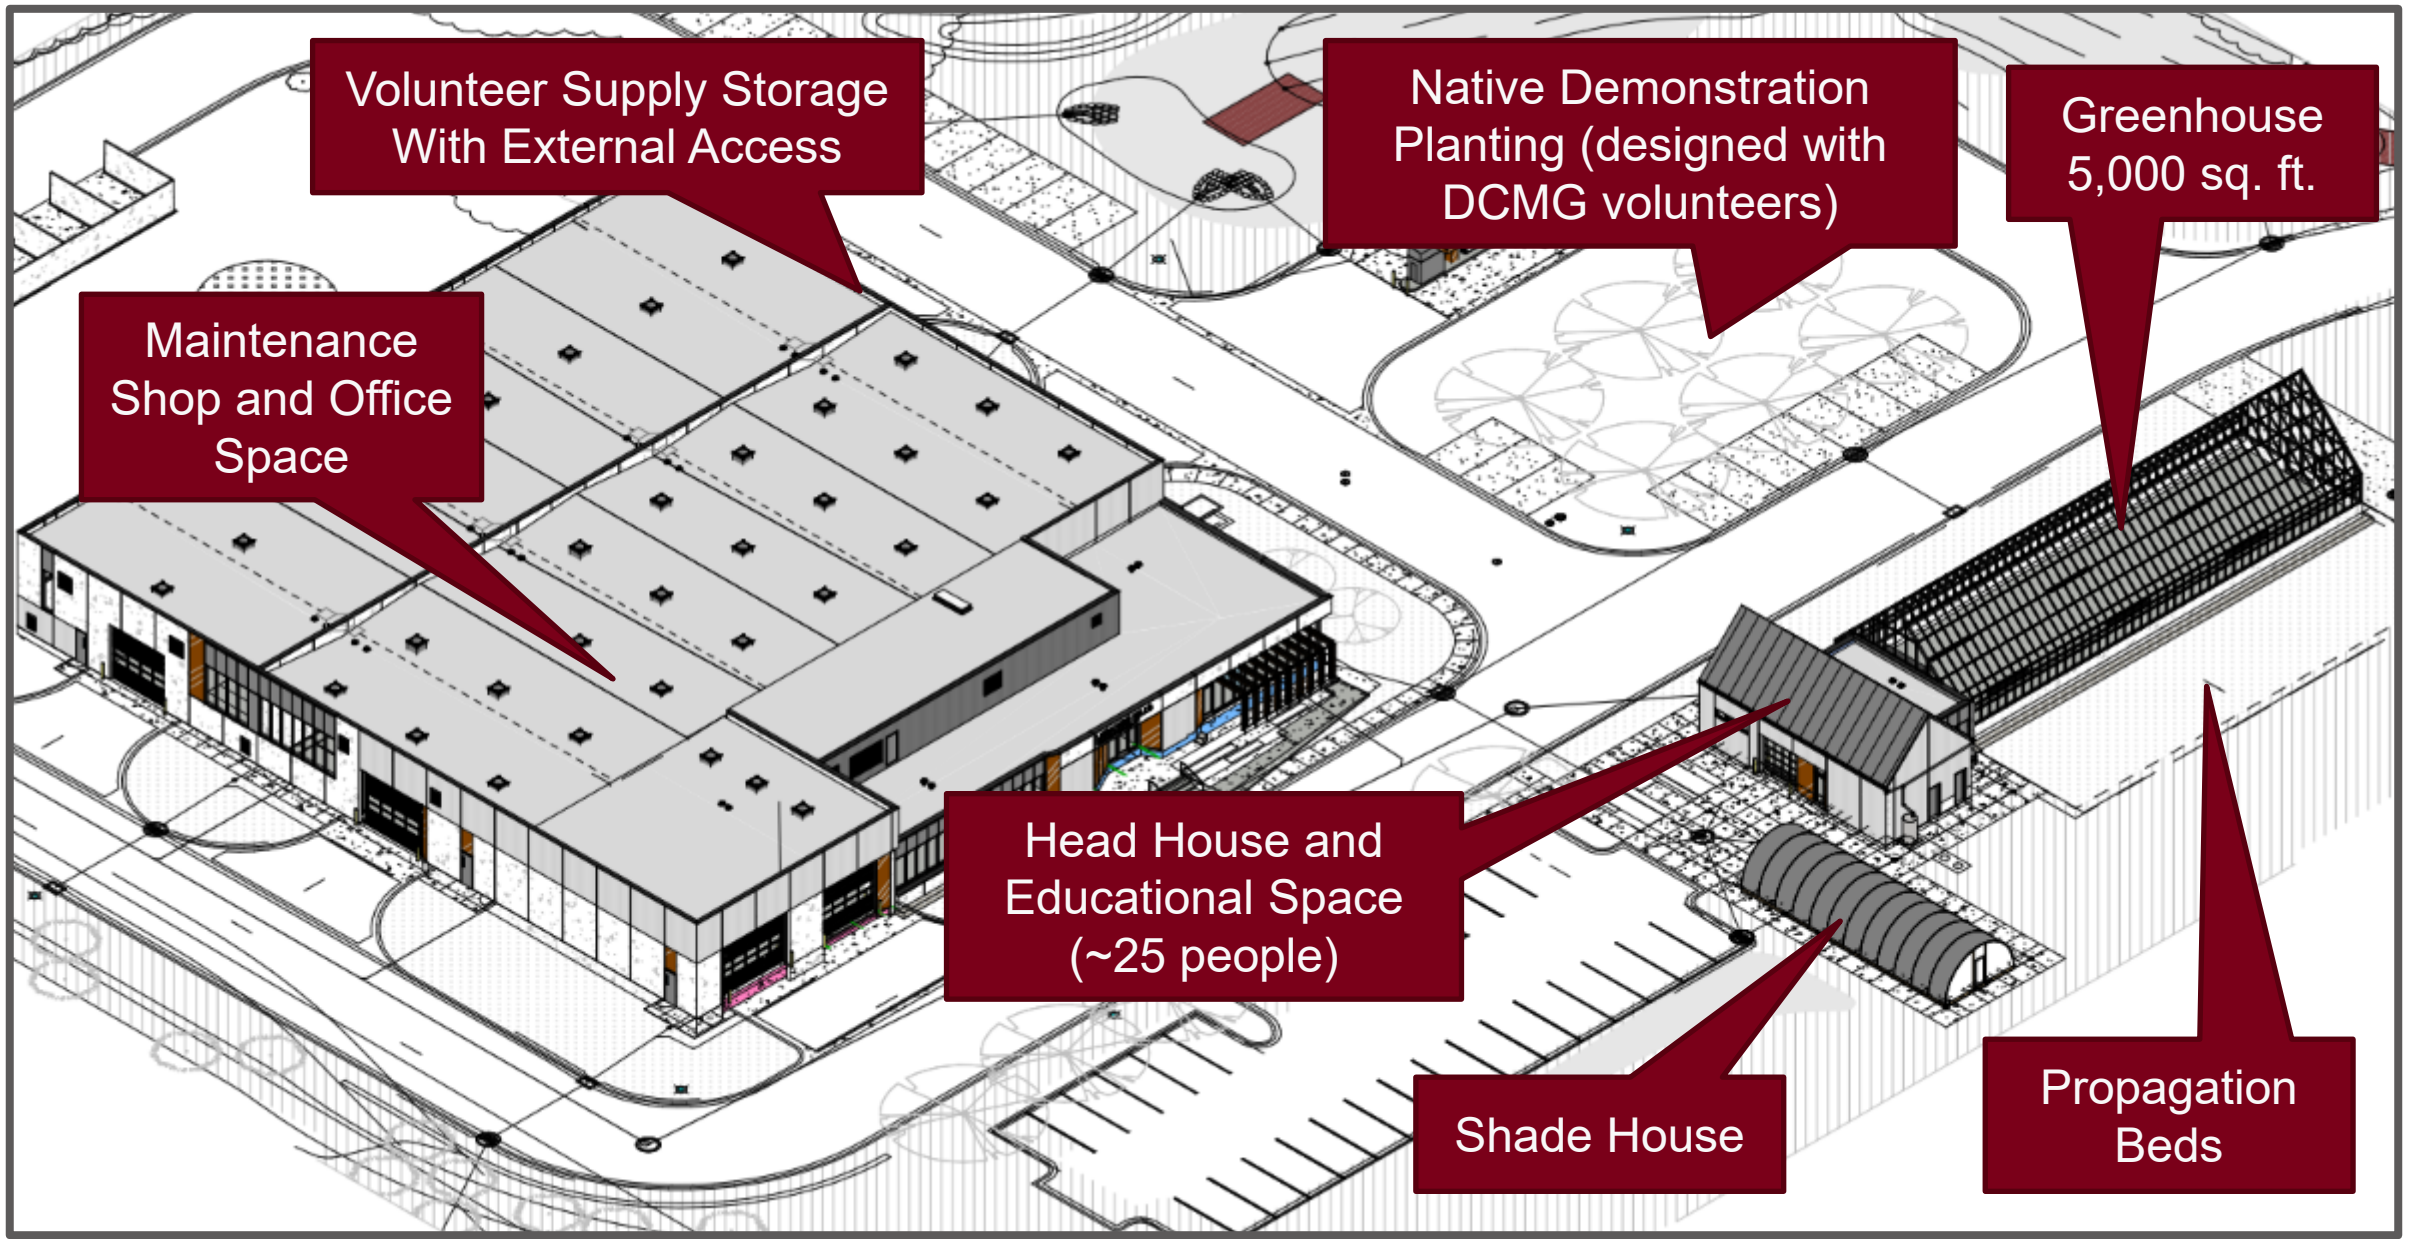 Volunteer Supply Storage
With External Access
Native Demonstration
Planting (designed with
DCMG volunteers)
Greenhouse
5,000 sq. ft.
Maintenance
Shop and Office
Space
Head House and
Educational Space
(~25 people)
Shade House
Propagation
Beds